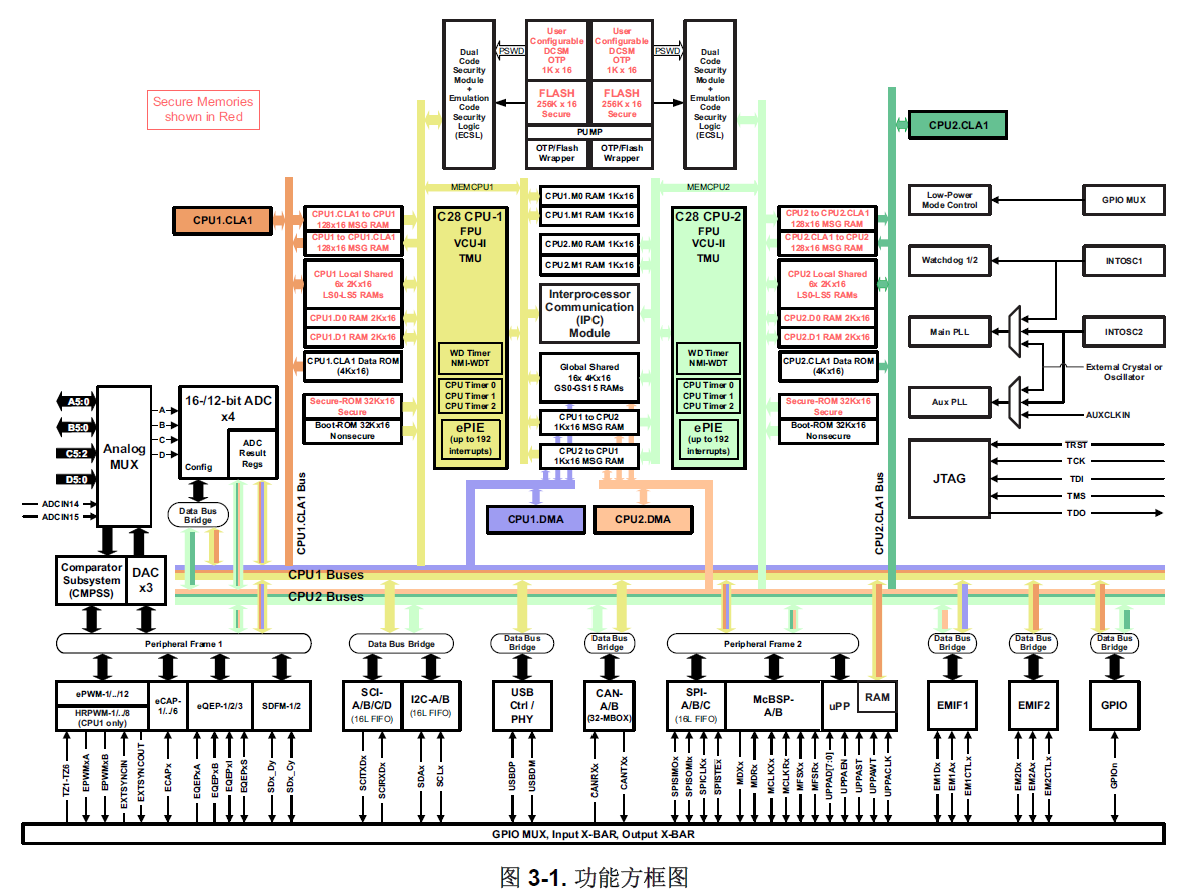 Secure Memories
shown in Red
Dual
Code
Security
Module
+
Emulation
Code
Security
Logic
(ECSL)
PSWD
User
Configurable
DCSM
OTP
1K x 16
User
Configurable
DCSM
OTP
1K x 16
PSWD
Dual
Code
Security
Module
+
Emulation
Code
Security
Logic
(ECSL)
FLASH
256K x 16
Secure
FLASH
256K x 16
Secure
PUMP
OTP/Flash
Wrapper
OTP/Flash
Wrapper
CPU2.CLA1
MEMCPU1
MEMCPU2
CPU1.CLA1
CPU1.CLA1 to CPU1
128x16 MSG RAM
CPU1 to CPU1.CLA1
128x16 MSG RAM
CPU1 Local Shared
6x 2Kx16
LS0-LS5 RAMs
CPU1.D0 RAM 2Kx16
CPU1.D1 RAM 2Kx16
CPU1.CLA1 Data ROM
(4Kx16)
Secure-ROM 32Kx16
Secure
Boot-ROM 32Kx16
Nonsecure
C28 CPU-1
FPU
VCU-II
TMU
WD Timer
NMI-WDT
CPU Timer 0
CPU Timer 1
CPU Timer 2
ePIE
(up to 192
interrupts)
CPU1.M0 RAM 1Kx16
CPU1.M1 RAM 1Kx16
CPU2.M0 RAM 1Kx16
CPU2.M1 RAM 1Kx16
Interprocessor
Communication
(IPC)
Module
Global Shared
16x 4Kx16
GS0-GS15 RAMs
CPU1 to CPU2
1Kx16 MSG RAM
CPU2 to CPU1
1Kx16 MSG RAM
C28 CPU-2
FPU
VCU-II
TMU
WD Timer
NMI-WDT
CPU Timer 0
CPU Timer 1
CPU Timer 2
ePIE
(up to 192
interrupts)
CPU2 to CPU2.CLA1
128x16 MSG RAM
CPU2.CLA1 to CPU2
128x16 MSG RAM
CPU2 Local Shared
6x 2Kx16
LS0-LS5 RAMs
CPU2.D0 RAM 2Kx16
CPU2.D1 RAM 2Kx16
CPU2.CLA1 Data ROM
(4Kx16)
Secure-ROM 32Kx16
Secure
Boot-ROM 32Kx16
Nonsecure
Low-Power
Mode Control
GPIO MUX
Watchdog 1/2
INTOSC1
Main PLL
INTOSC2
External Crystal or
Oscillator
Aux PLL
AUXCLKIN
JTAG
TRST
TCK
TDI
TMS
TDO
A5:0
B5:0
C5:2
D5:0
ADCIN14
ADCIN15
Analog
MUX
A
B
C
D
16-/12-bit ADC
x4
Config
ADC
Result
Regs
Data Bus
Bridge
CPU1.CLA1 Bus
CPU2.CLA1 Bus
CPU1.DMA
CPU2.DMA
Comparator
Subsystem
(CMPSS)
DAC
x3
CPU1 Buses
CPU2 Buses
Peripheral Frame 1
Data Bus Bridge
Data Bus
Bridge
Data Bus
Bridge
Peripheral Frame 2
Data Bus
Bridge
Data Bus
Bridge
Data Bus
Bridge
ePWM-1/../12
HRPWM-1/../8
(CPU1 only)
eCAP-
1/../6
eQEP-1/2/3
SDFM-1/2
SCI-
A/B/C/D
(16L FIFO)
I2C-A/B
(16L FIFO)
USB
Ctrl /
PHY
CAN-
A/B
(32-MBOX)
SPI-
A/B/C
(16L FIFO)
McBSP-
A/B
uPP
RAM
EMIF1
EMIF2
GPIO
TZ1-TZ6
EPWMxA
EPWMxB
EXTSYNCIN
EXTSYNCOUT
ECAPx
EQEPxA
EQEPxB
EQEPxI
EQEPxS
SDx_Dy
SDx_Cy
SCITXDx
SCIRXDx
SDAx
SCLx
USBDP
USBDM
CANRXx
CANTXx
SPISIMOx
SPISOMIx
SPICLKx
SPISTEx
MDXx
MDRx
MCLKXx
MCLKRx
MFSXx
MFSRx
UPPAD[7:0]
UPPAEN
UPPAST
UPPAWT
UPPACLK
EM1Dx
EM1Ax
EM1CTLx
EM2Dx
EM2Ax
EM2CTLx
GPIOn
GPIO MUX, Input X-BAR, Output X-BAR
图 3-1. 功能方框图